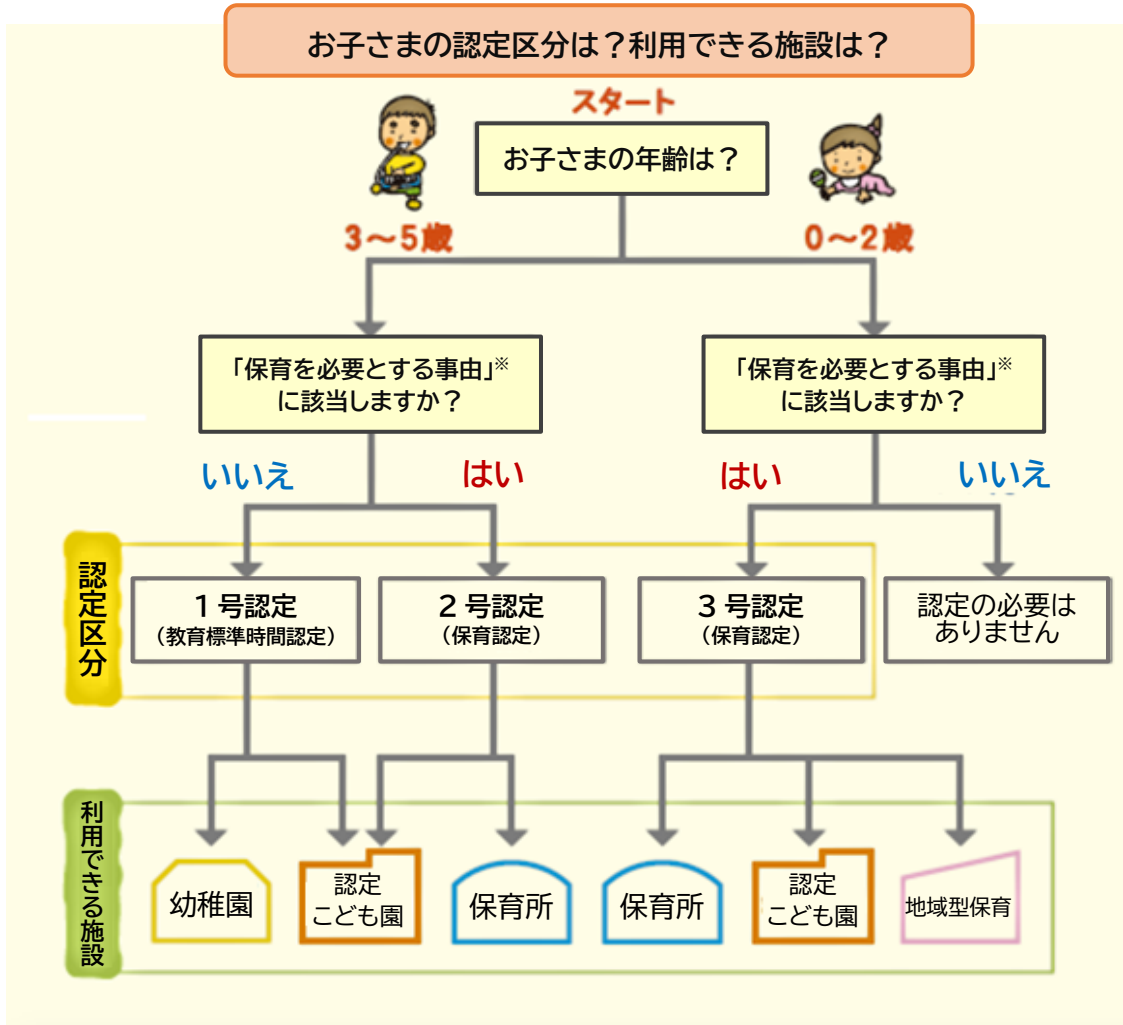 お子さまの認定区分は？利用できる施設は？
スタート
お子さまの年齢は？
3～5歳
0～2歳
「保育を必要とする事由」※
に該当しますか？
「保育を必要とする事由」※
に該当しますか？
いいえ
はい
はい
いいえ
認定区分
1号認定
（教育標準時間認定）
2号認定
（保育認定）
3号認定
（保育認定）
認定の必要は
ありません
利用できる施設
幼稚園
認定
こども園
保育所
保育所
認定
こども園
地域型保育